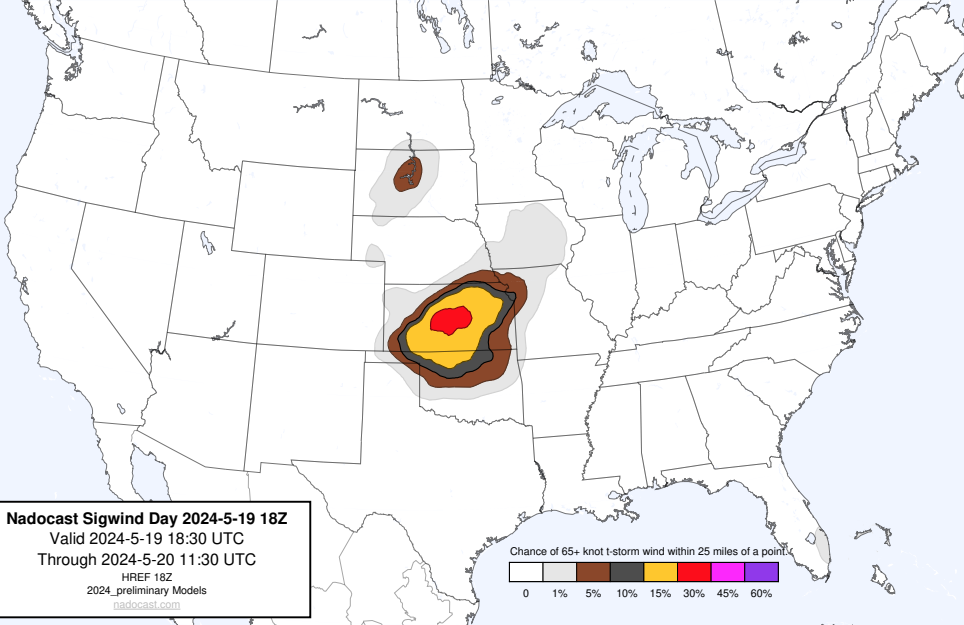 Nadocast Sigwind Day 2024-5-19 18Z
Valid 2024-5-19 18:30 UTC
Through 2024-5-20 11:30 UTC
HREF 18Z
2024_preliminary Models
nadocast.com
Chance of 65+ knot t-storm wind within 25 miles of a point.
0 1% 5% 10% 15% 30% 45% 60%